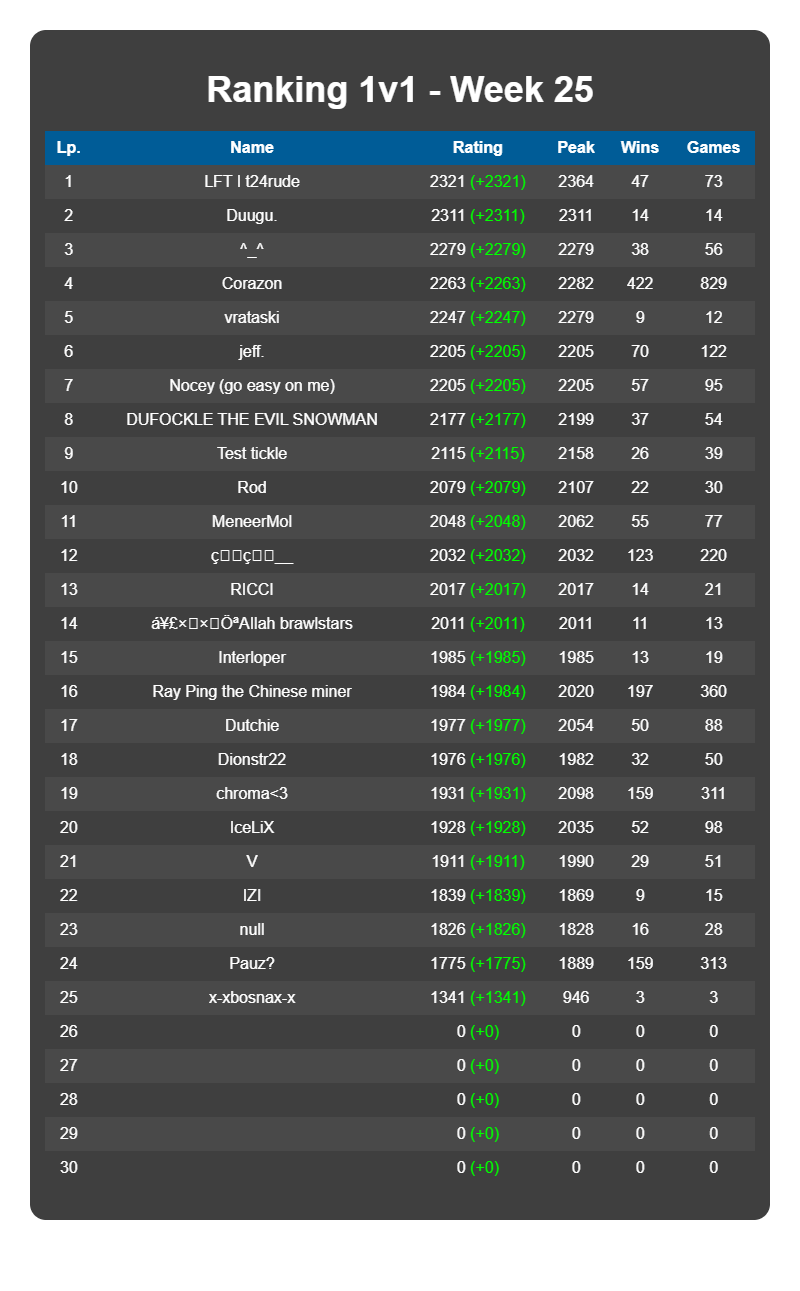 Ranking 1v1 - Week 25
Lp. Name Rating Peak Wins Games
1 LFT | t24rude 2321 (+2321) 2364 47 73
2 Duugu. 2311 (+2311) 2311 14 14
3 ^_^ 2279 (+2279) 2279 38 56
4 Corazon 2263 (+2263) 2282 422 829
5 vrataski 2247 (+2247) 2279 9 12
6 jeff. 2205 (+2205) 2205 70 122
7 Nocey (go easy on me) 2205 (+2205) 2205 57 95
8 DUFOCKLE THE EVIL SNOWMAN 2177 (+2177) 2199 37 54
9 Test tickle 2115 (+2115) 2158 26 39
10 Rod 2079 (+2079) 2107 22 30
11 MeneerMol 2048 (+2048) 2062 55 77
12 ç▯▯ç▯▯__ 2032 (+2032) 2032 123 220
13 RICCI 2017 (+2017) 2017 14 21
14 á¥£×▯×▯ÖªAllah brawlstars 2011 (+2011) 2011 11 13
15 Interloper 1985 (+1985) 1985 13 19
16 Ray Ping the Chinese miner 1984 (+1984) 2020 197 360
17 Dutchie 1977 (+1977) 2054 50 88
18 Dionstr22 1976 (+1976) 1982 32 50
19 chroma<3 1931 (+1931) 2098 159 311
20 IceLiX 1928 (+1928) 2035 52 98
21 V 1911 (+1911) 1990 29 51
22 IZI 1839 (+1839) 1869 9 15
23 null 1826 (+1826) 1828 16 28
24 Pauz? 1775 (+1775) 1889 159 313
25 x-xbosnax-x 1341 (+1341) 946 3 3
26 0 (+0) 0 0 0
27 0 (+0) 0 0 0
28 0 (+0) 0 0 0
29 0 (+0) 0 0 0
30 0 (+0) 0 0 0